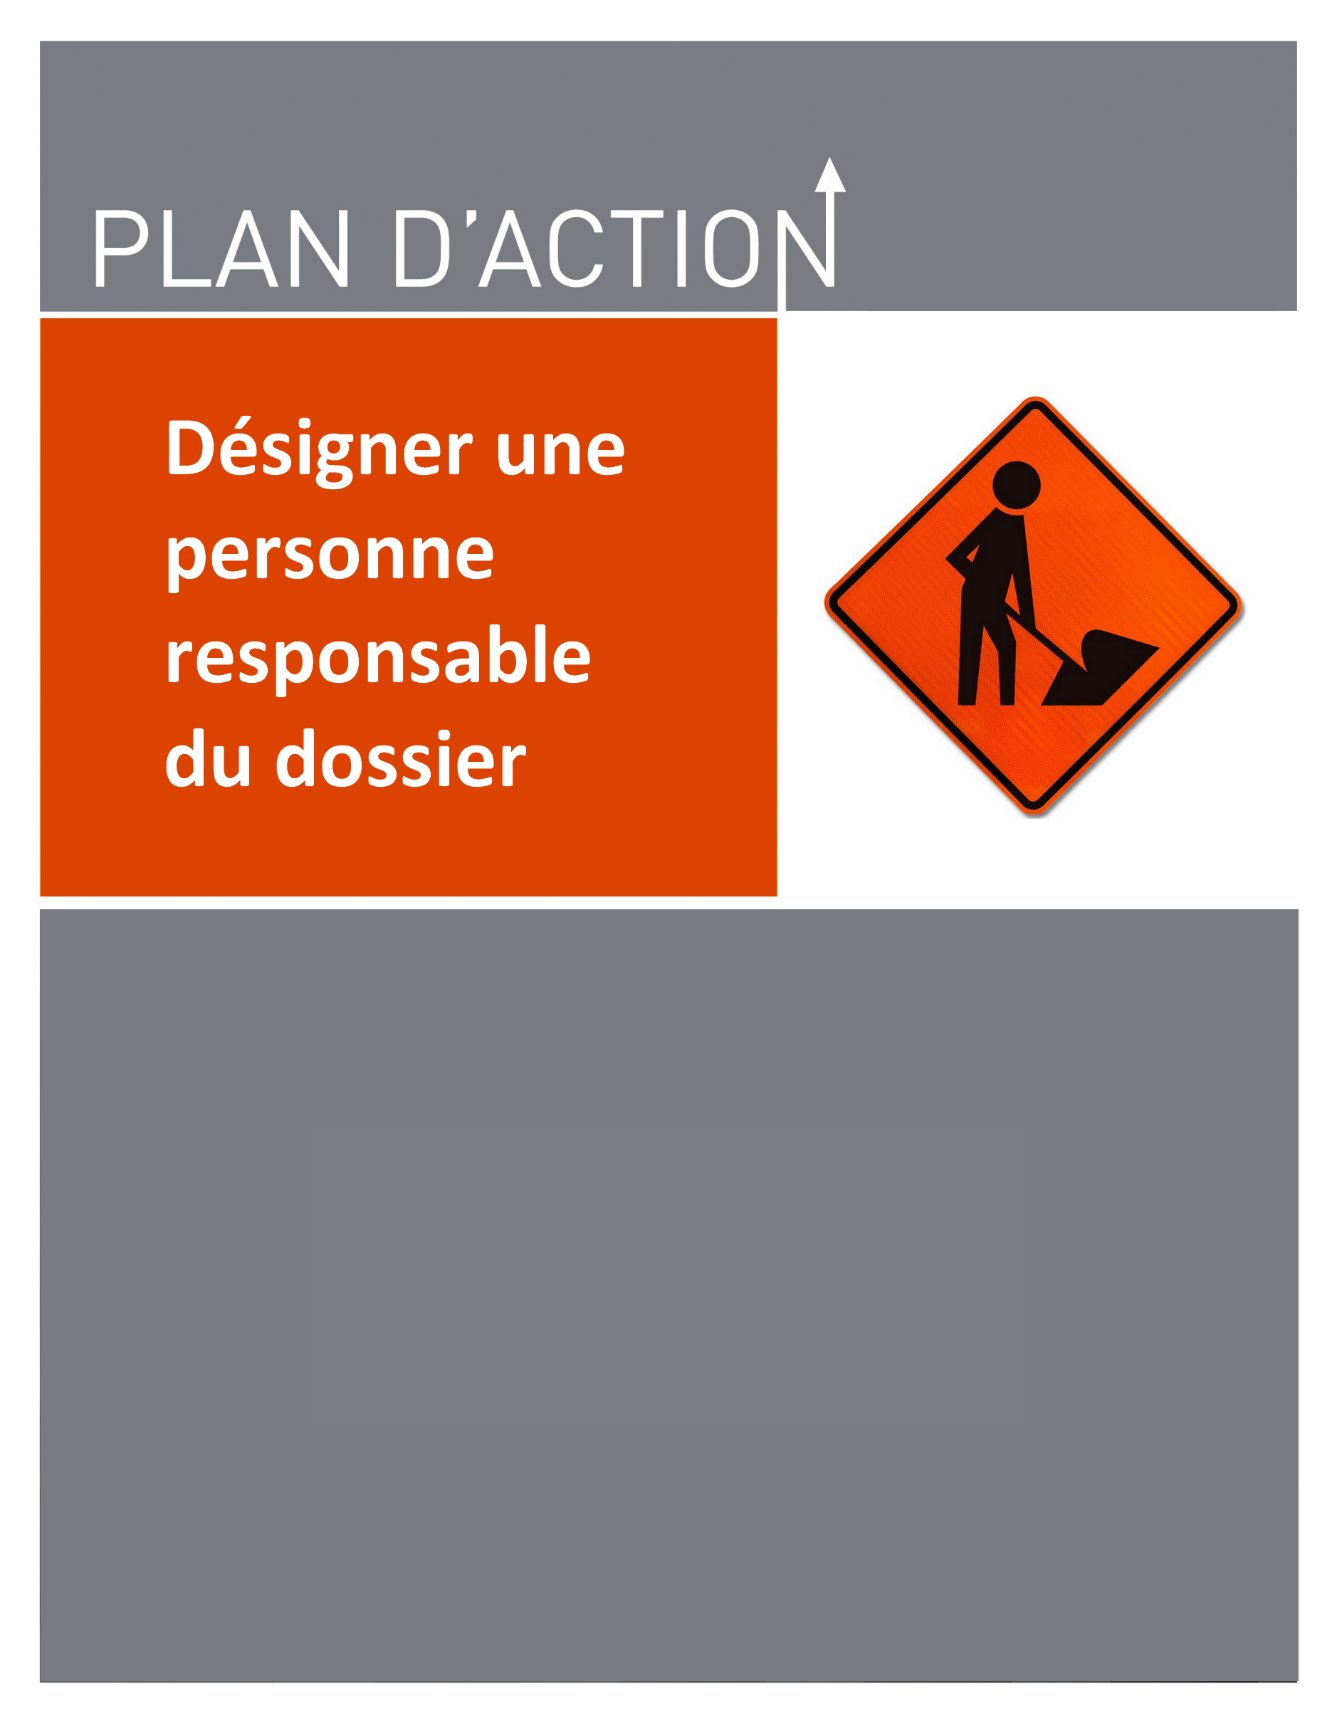 PLAN D'ACTION
Désigner une
personne
responsable
du dossier